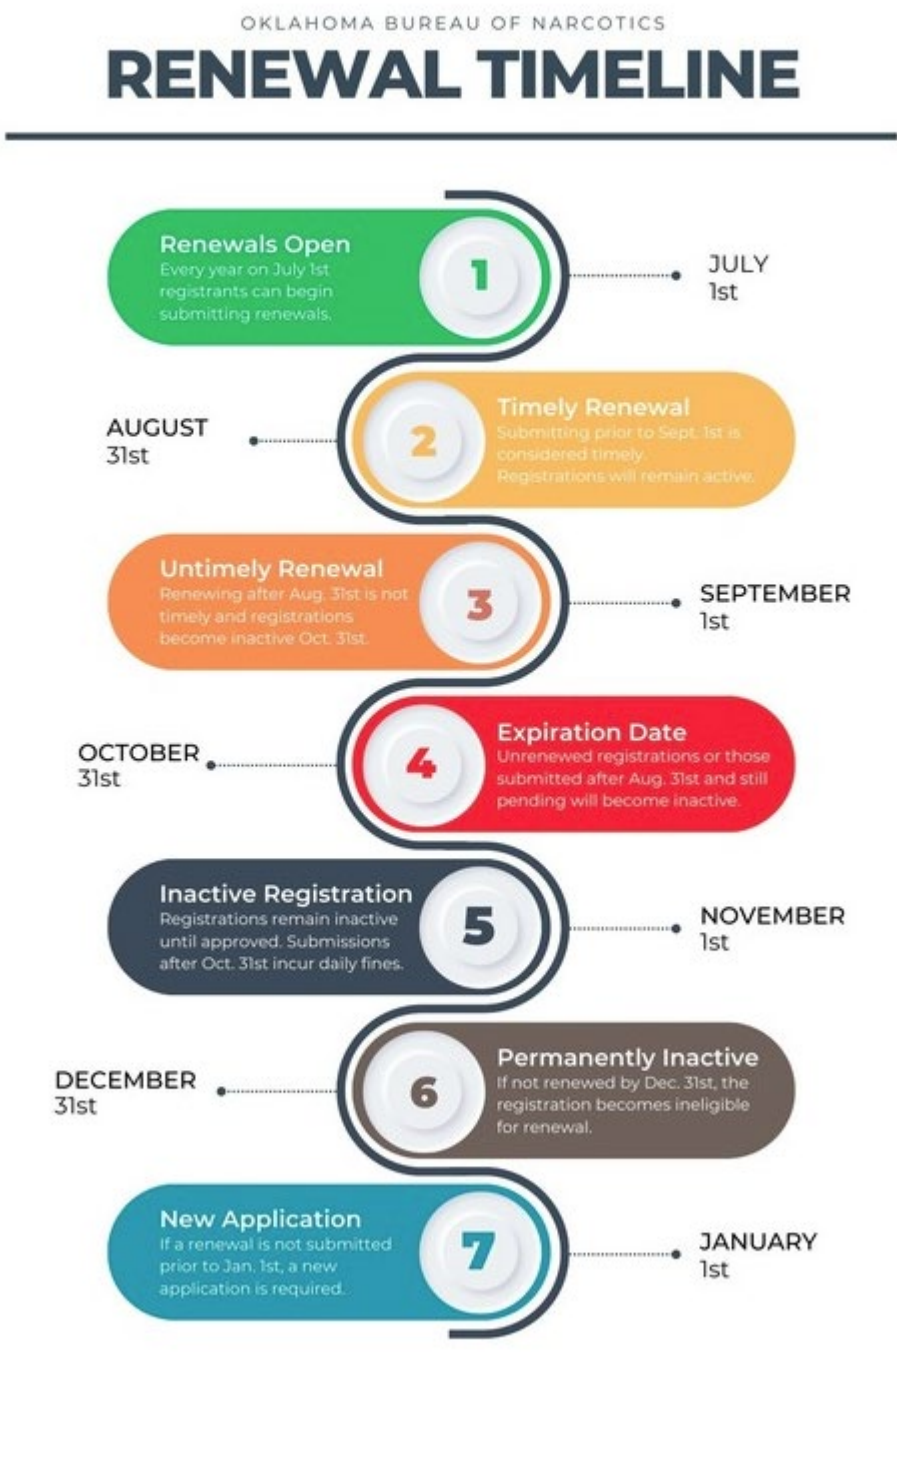 OKLAHOMA BUREAU OF NARCOTICS
RENEWAL TIMELINE
Renewals Open
Every year on July 1st
registrants can begin
submitting renewals.
1
JULY
1st
AUGUST
31st
2
Timely Renewal
Submitting prior to Sept. 1st is
considered timely.
Registrations will remain active.
Untimely Renewal
Renewing after Aug. 31st is not
timely and registrations
become inactive Oct. 31st.
3
SEPTEMBER
1st
OCTOBER
31st
4
Expiration Date
Unrenewed registrations or those
submitted after Aug. 31st and still
pending will become inactive.
Inactive Registration
Registrations remain inactive
until approved. Submissions
after Oct. 31st incur daily fines.
5
NOVEMBER
1st
DECEMBER
31st
6
Permanently Inactive
If not renewed by Dec. 31st, the
registration becomes ineligible
for renewal.
New Application
If a renewal is not submitted
prior to Jan. 1st, a new
application is required.
7
JANUARY
1st